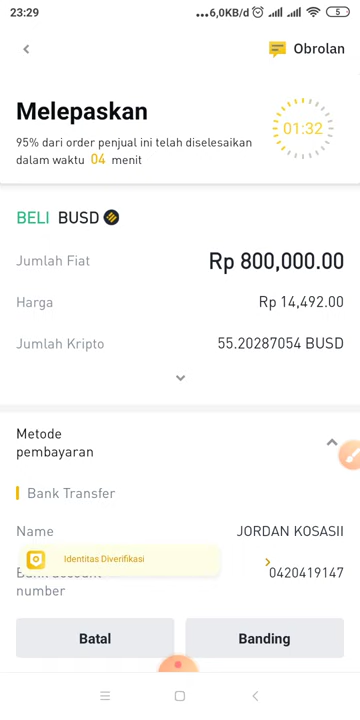 23:29
...6,0KB/d
5
Obrolan
Melepaskan
95% dari order penjual ini telah diselesaikan
dalam waktu 04 menit
01:32
BELI BUSD
Jumlah Fiat
Rp 800,000.00
Harga
Rp 14,492.00
Jumlah Kripto
55.20287054 BUSD
Metode
pembayaran
Bank Transfer
Name
JORDAN KOSASII
Identitas Diverifikasi
number
0420419147
Batal
Banding